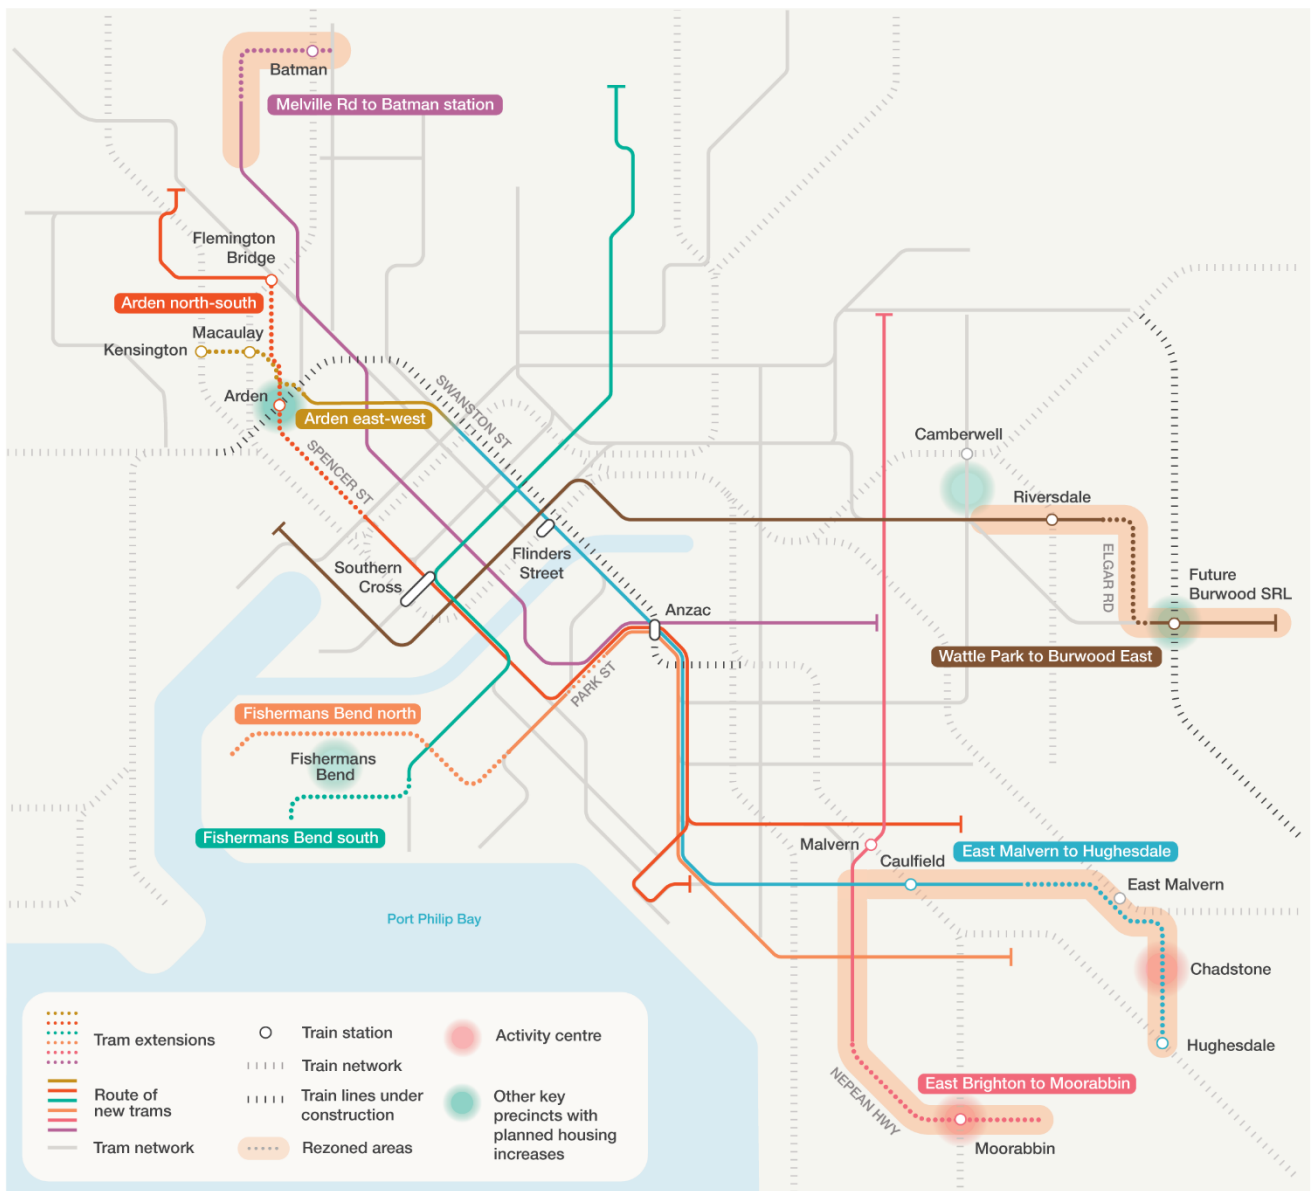 Batman
Melville Rd to Batman station
Flemington
Bridge
Arden north-south
Macaulay
Kensington
Arden
Arden east-west
SWANSTON ST
SPENCER ST
Camberwell
Riversdale
Flinders
Street
Southern
Cross
ELGAR RD
Future
Burwood SRL
Anzac
Wattle Park to Burwood East
PARK ST
Fishermans Bend north
Fishermans
Bend
Fishermans Bend south
Malvern
Caulfield
East Malvern to Hughesdale
East Malvern
Port Philip Bay
Chadstone
Hughesdale
East Brighton to Moorabbin
NEPEAN HWY
Moorabbin
Tram extensions
Route of
new trams
Tram network
Train station
Train network
Train lines under
construction
Rezoned areas
Activity centre
Other key
precincts with
planned housing
increases